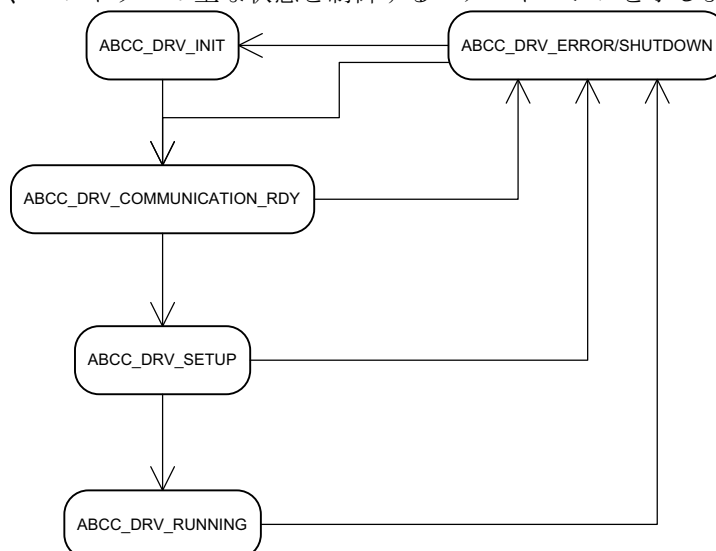 ABCC_DRV_INIT
ABCC_DRV_ERROR/SHUTDOWN
ABCC_DRV_COMMUNICATION_RDY
ABCC_DRV_SETUP
ABCC_DRV_RUNNING